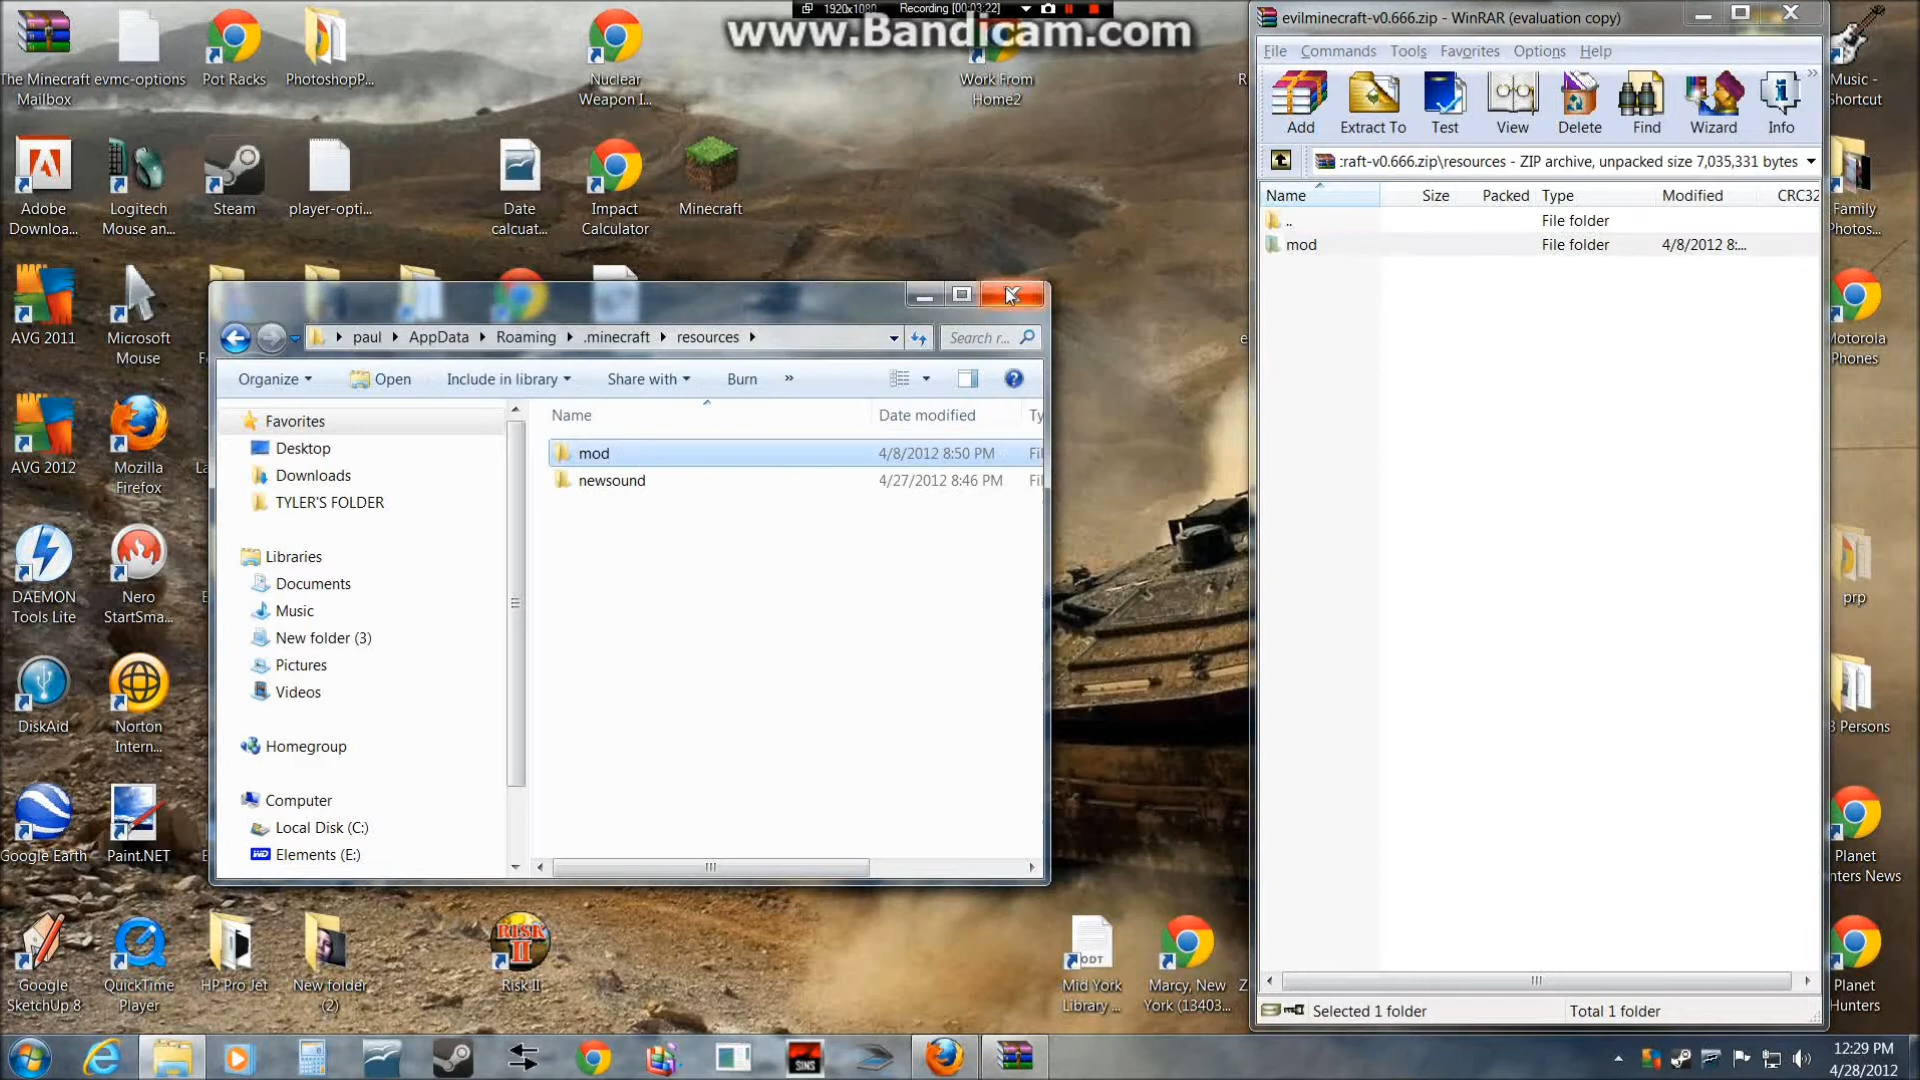 1920x1080 Recording [00:03:22]
www.Bandicam.com
The Minecraft Mailbox
evmc-options
Pot Racks
PhotoshopP...
Nuclear Weapon I...
Work From Home2
Music - Shortcut
Adobe Downloa...
Logitech Mouse an...
Steam
player-opti...
Date calcuat...
Impact Calculator
Minecraft
Family Photos...
AVG 2011
Microsoft Mouse
Motorola Phones
AVG 2012
Mozilla Firefox
DAEMON Tools Lite
Nero StartSma...
prp
DiskAid
Norton Intern...
3 Persons
Google Earth
Paint.NET
Planet
nters News
Google SketchUp 8
QuickTime Player
HP Pro Jet
New folder (2)
RISK II
Risk II
ODT
Mid York Library ...
Marcy, New York (13403...
Planet Hunters
evilminecraft-v0.666.zip - WinRAR (evaluation copy)
File Commands Tools Favorites Options Help
Add Extract To Test View Delete Find Wizard Info
:raft-v0.666.zip\resources - ZIP archive, unpacked size 7,035,331 bytes
Name Size Packed Type Modified CRC32
.. File folder
mod File folder 4/8/2012 8:...
Selected 1 folder Total 1 folder
paul AppData Roaming .minecraft resources
Search r...
Organize Open Include in library Share with Burn »
Favorites
Desktop
Downloads
TYLER'S FOLDER
Libraries
Documents
Music
New folder (3)
Pictures
Videos
Homegroup
Computer
Local Disk (C:)
Elements (E:)
Name Date modified Ty
mod 4/8/2012 8:50 PM Fil
newsound 4/27/2012 8:46 PM Fil
SINS
12:29 PM
4/28/2012